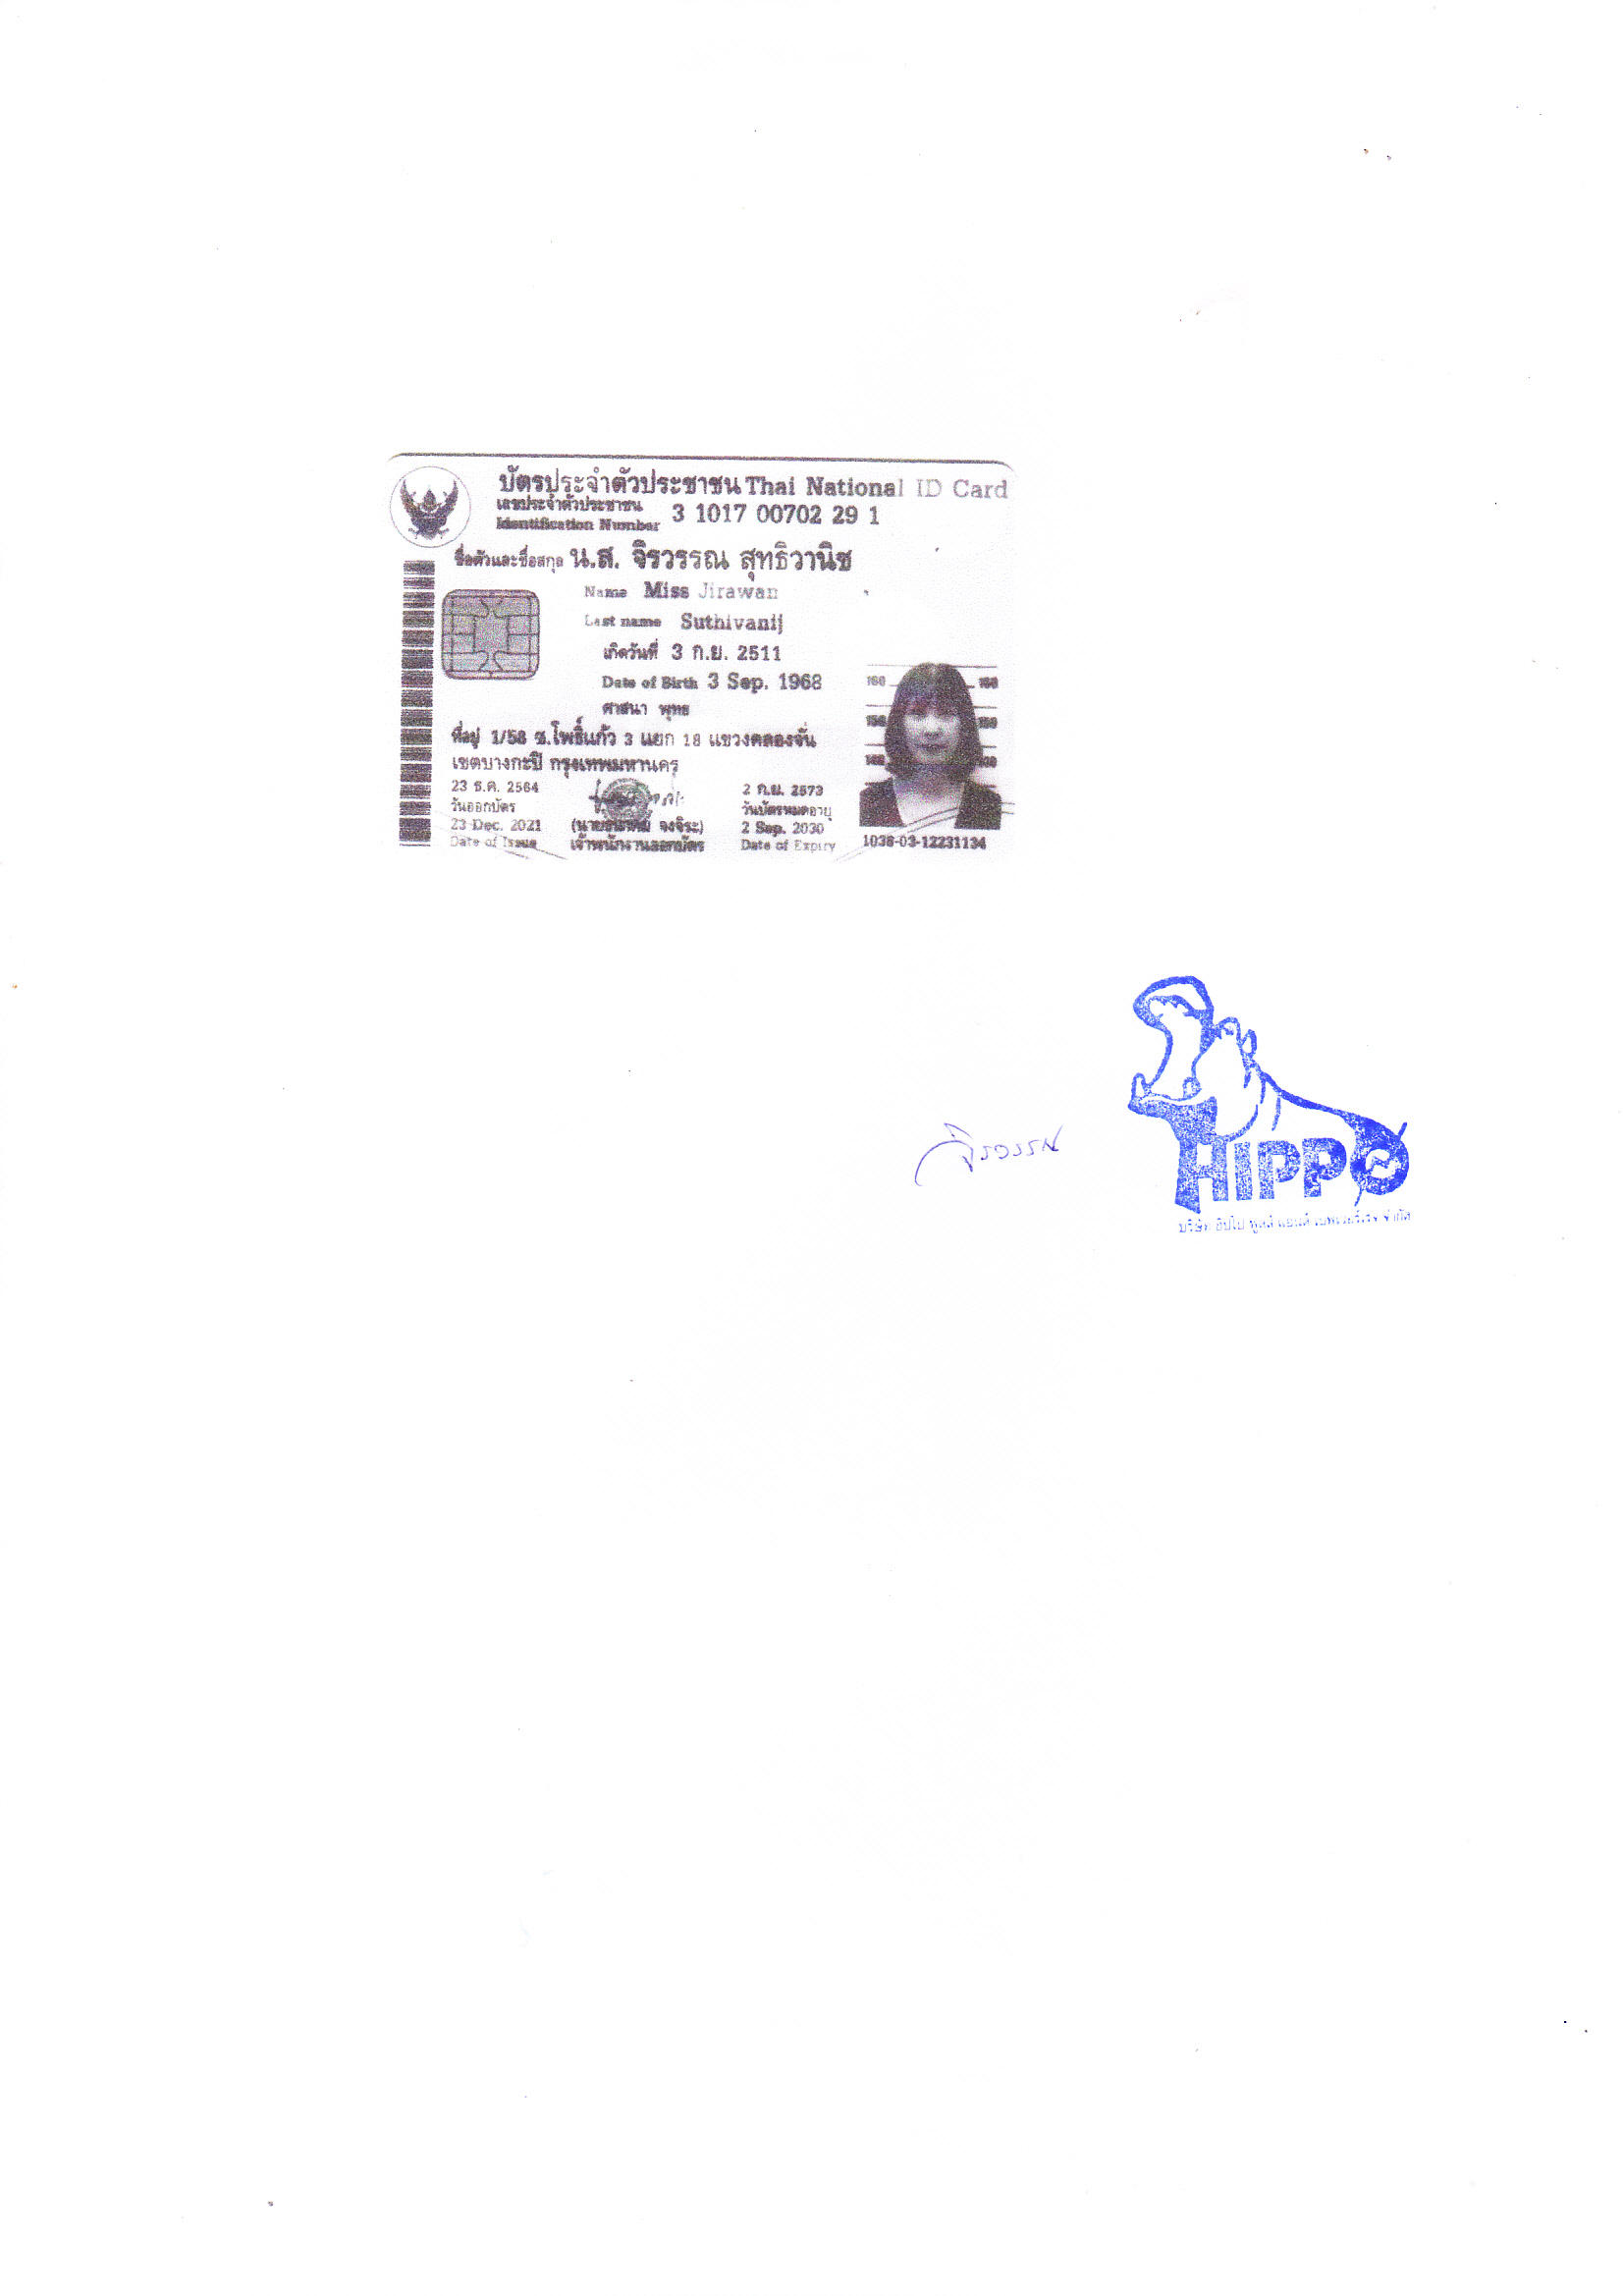 บัตรประจำตัวประชาชน Thai National ID Card
เลขประจำตัวประชาชน
Identification Number 3 1017 00702 29 1
ชื่อตัวและชื่อสกุล น.ส. จิรวรรณ สุทธิวานิช
Name Miss Jirawan
Last name Suthivanij
เกิดวันที่ 3 ก.ย. 2511
Date of Birth 3 Sep. 1968
ศาสนา พุทธ
ที่อยู่ 1/58 ซ.โพธิ์แก้ว 3 แยก 18 แขวงคลองจั่น
เขตบางกะปิ กรุงเทพมหานคร
160 160
150 150
140
23 ธ.ค. 2564
วันออกบัตร
23 Dec. 2021
Date of Issue
จงจิระ)
เจ้าพนักงานออกบัตร
2 ก.ย. 2573
วันบัตรหมดอายุ
2 Sep. 2030
Date of Expiry
1038-03-12231134
จิรวรรณ
HIPPO
บริษัท ฮิปโป ฟู้ดส์ แอนด์ เบฟเวอร์เรจ จำกัด